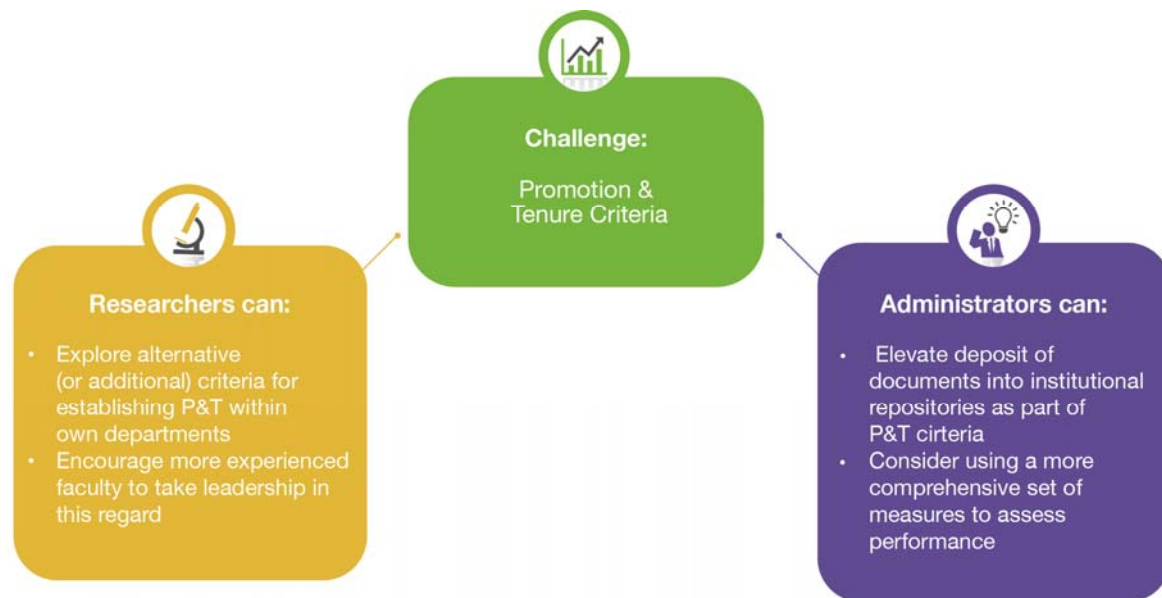 Challenge:
Promotion &
Tenure Criteria
Researchers can:
• Explore alternative
(or additional) criteria for
establishing P&T within
own departments
• Encourage more experienced
faculty to take leadership in
this regard
Administrators can:
• Elevate deposit of
documents into institutional
repositories as part of
P&T cirteria
• Consider using a more
comprehensive set of
measures to assess
performance